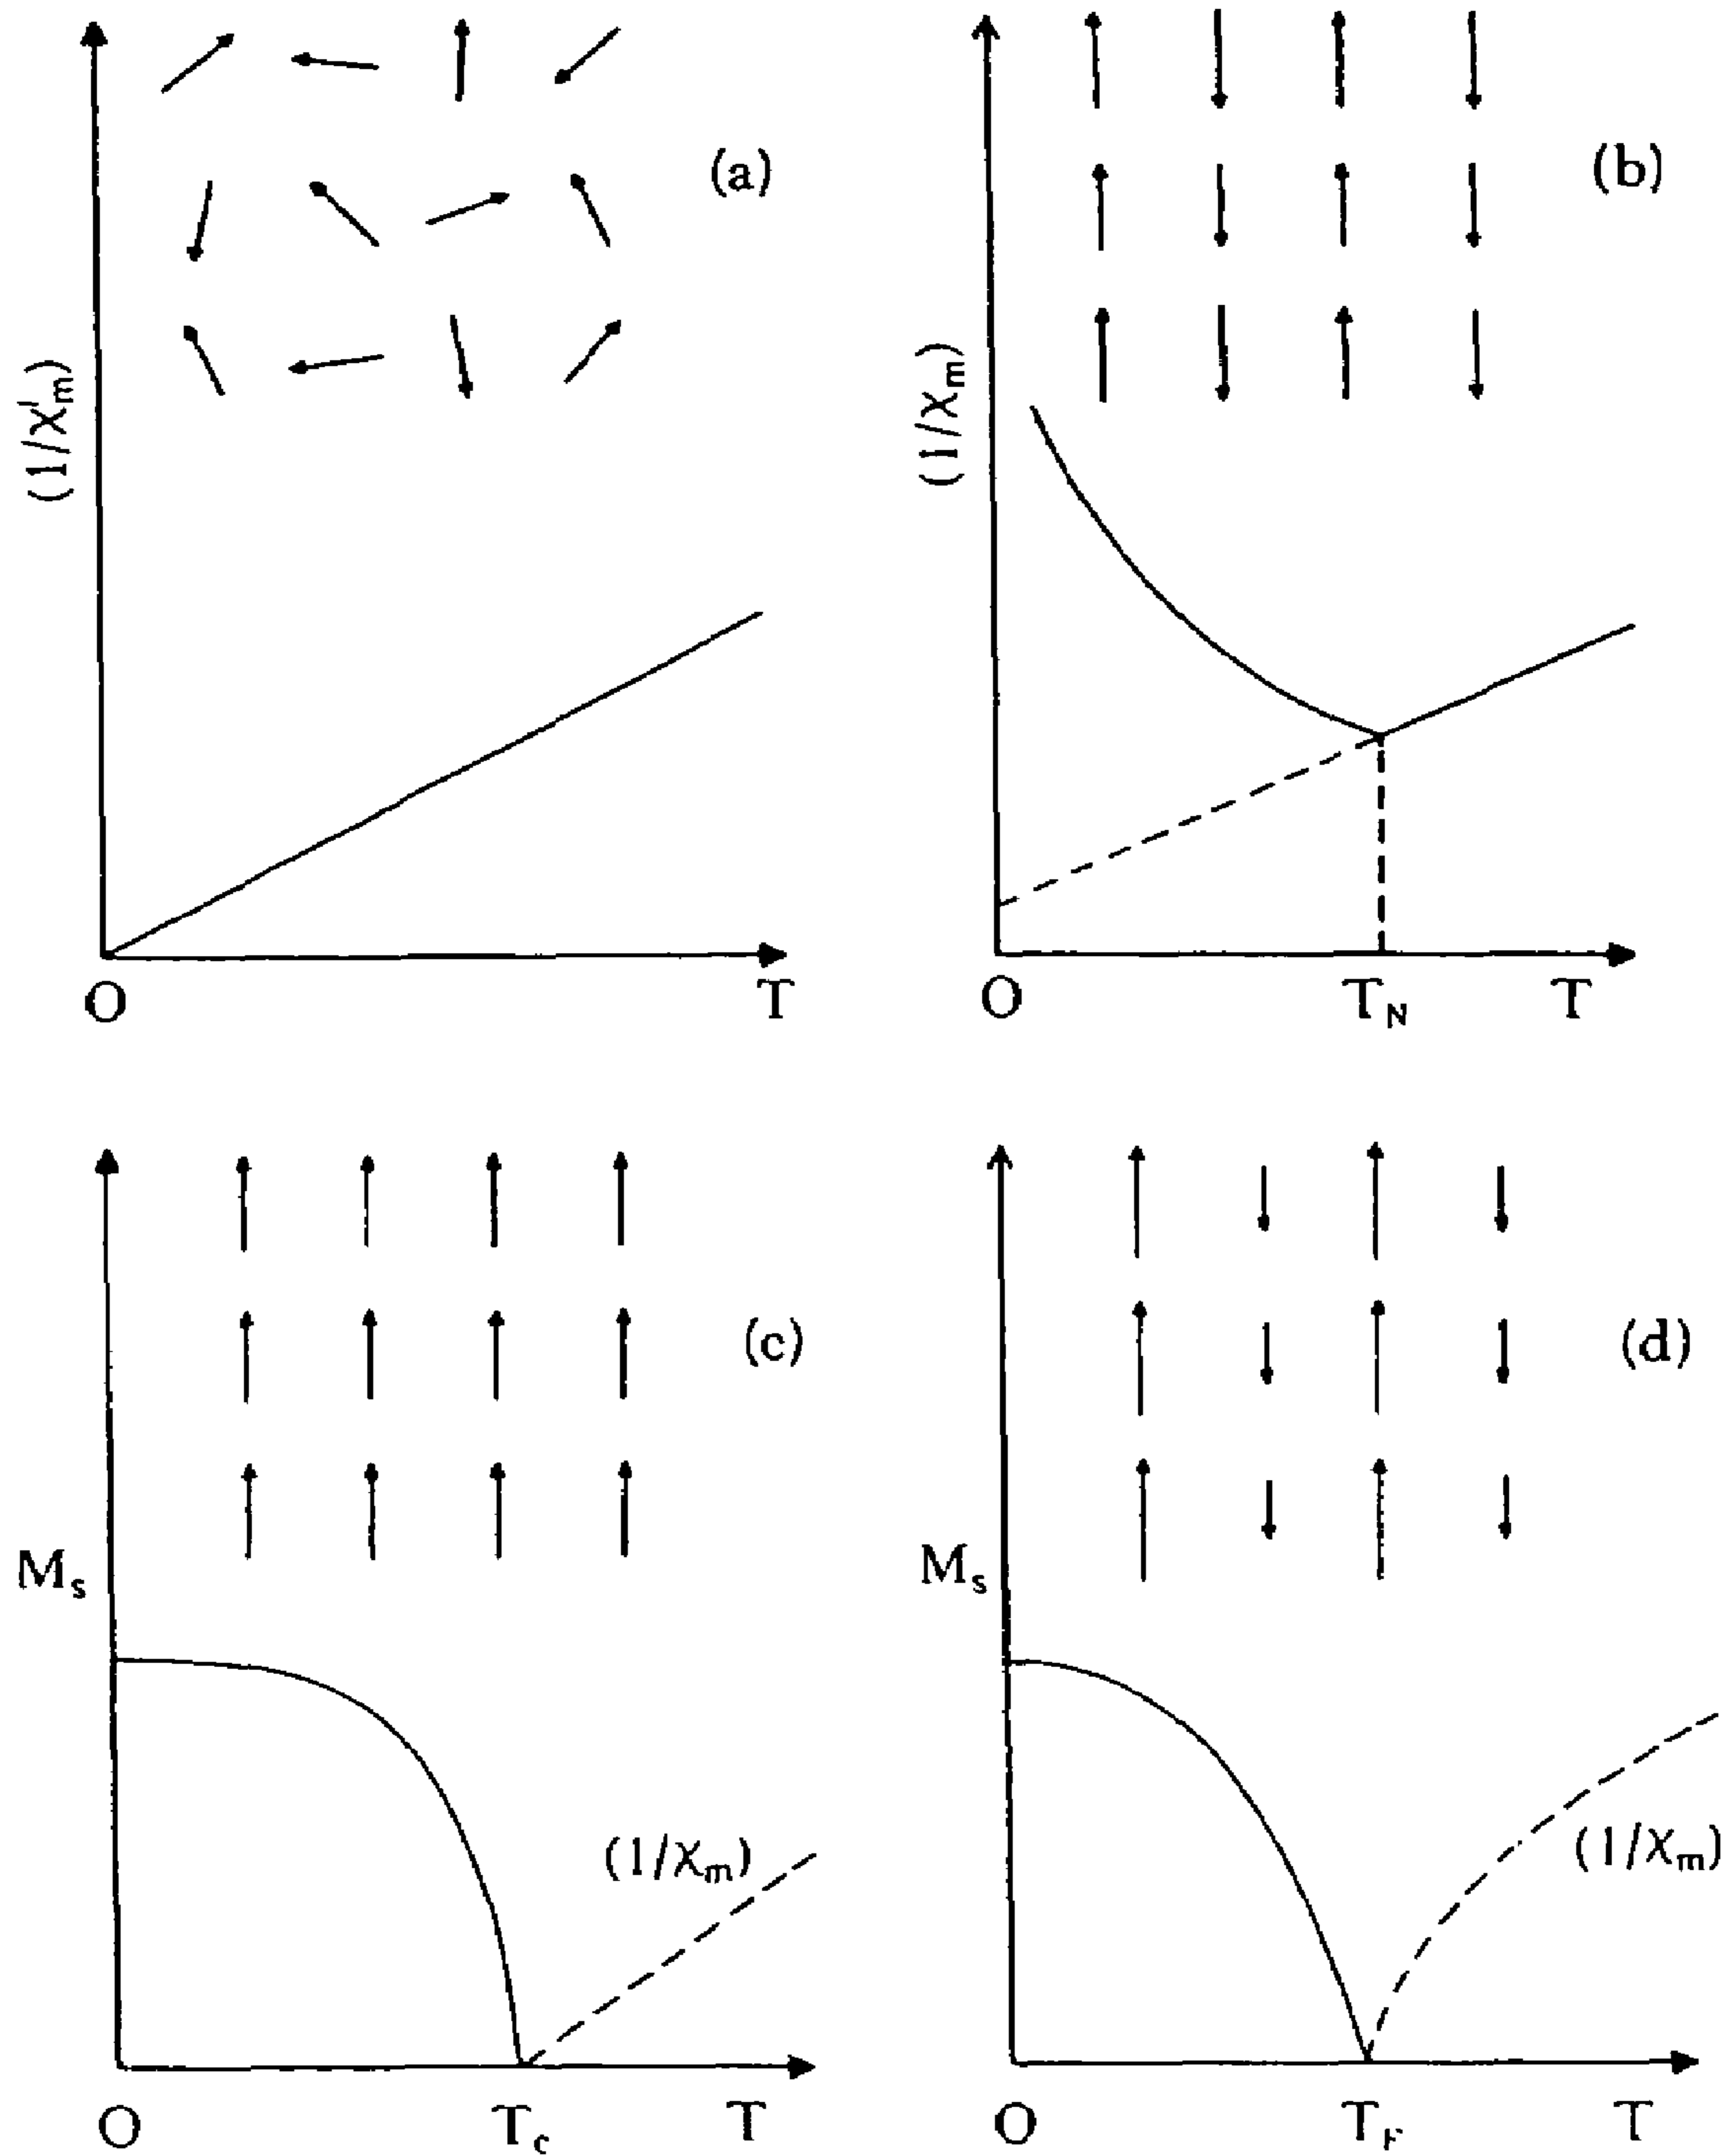 (a)
(1/χ'm)
O T
(b)
(1/χm)
O TN T
(c)
Ms
(1/χm)
O Tc T
(d)
Ms
(1/χm)
O TF T